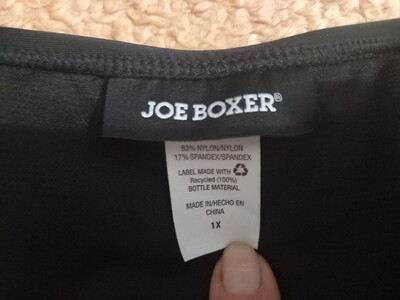 JOE BOXER®
83% NYLON/NYLON
17% SPANDEX/SPANDEX
LABEL MADE WITH
Recycled (100%)
BOTTLE MATERIAL
MADE IN/HECHO EN
CHINA
1X